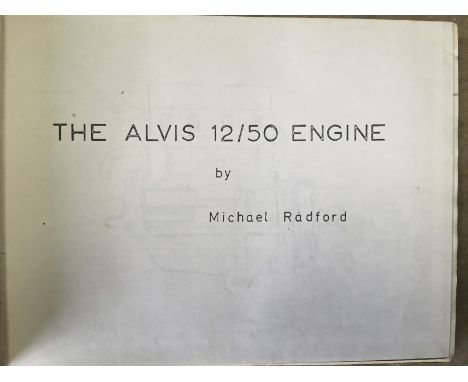 THE ALVIS 12/50 ENGINE
by
Michael Radford